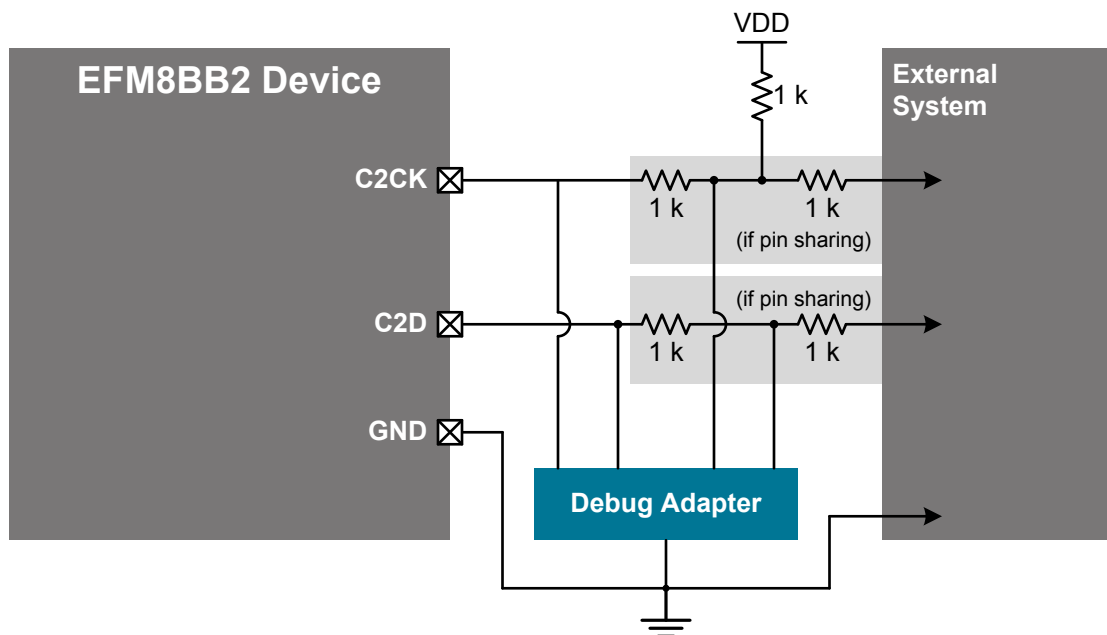 VDD
EFM8BB2 Device
External
System
1 k
C2CK
1 k
1 k
(if pin sharing)
(if pin sharing)
C2D
1 k
1 k
GND
Debug Adapter